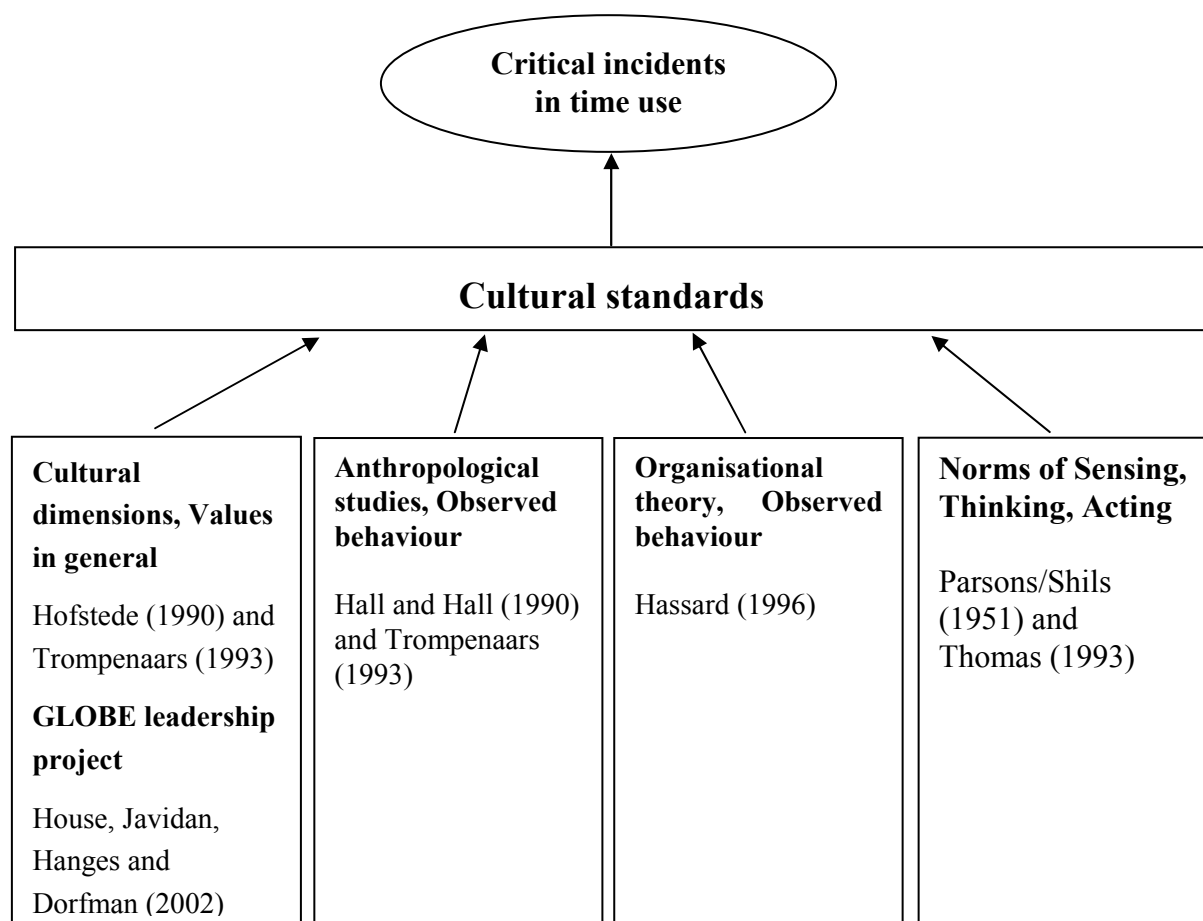 Critical incidents
in time use
Cultural standards
Cultural
dimensions, Values
in general
Hofstede (1990) and
Trompenaars (1993)
GLOBE leadership
project
House, Javidan,
Hanges and
Dorfman (2002)
Anthropological
studies, Observed
behaviour
Hall and Hall (1990)
and Trompenaars
(1993)
Organisational
theory, Observed
behaviour
Hassard (1996)
Norms of Sensing,
Thinking, Acting
Parsons/Shils
(1951) and
Thomas (1993)